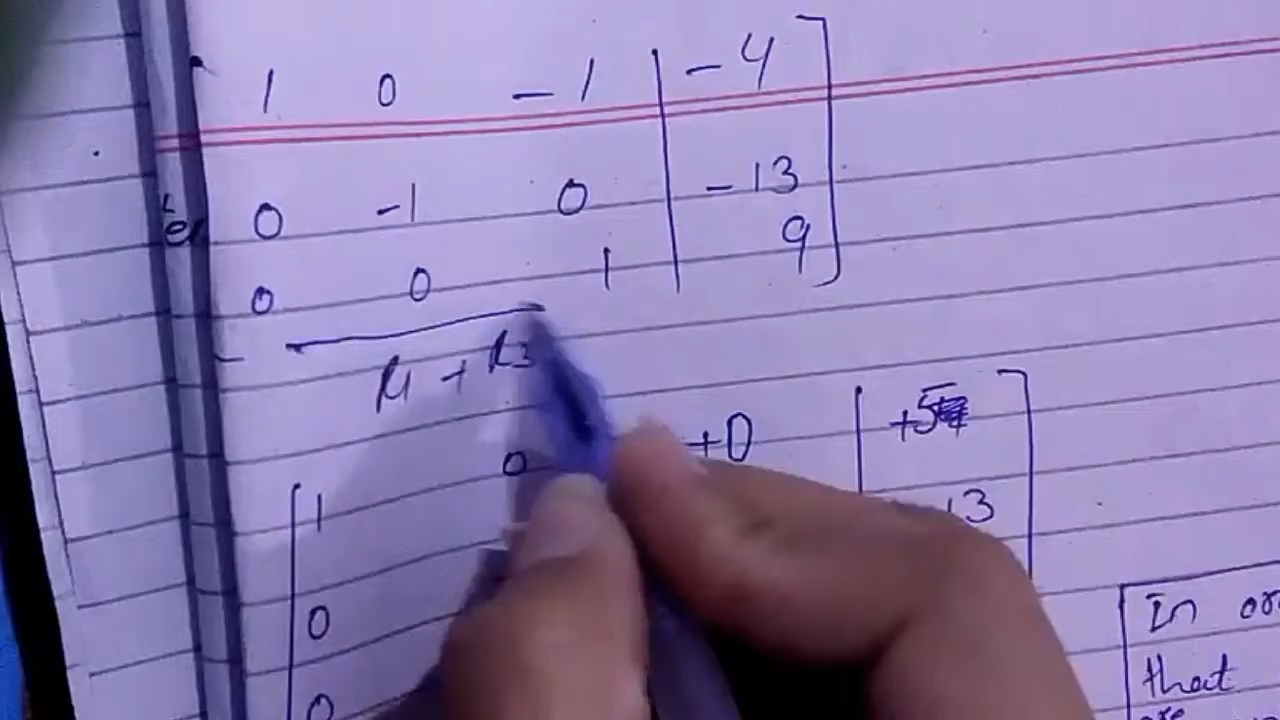 1 0 -1 | -4
0 -1 0 | -13
0 0 1 | 9
R1 + R3
1 0 +0 | +5
0 13
0
In
that